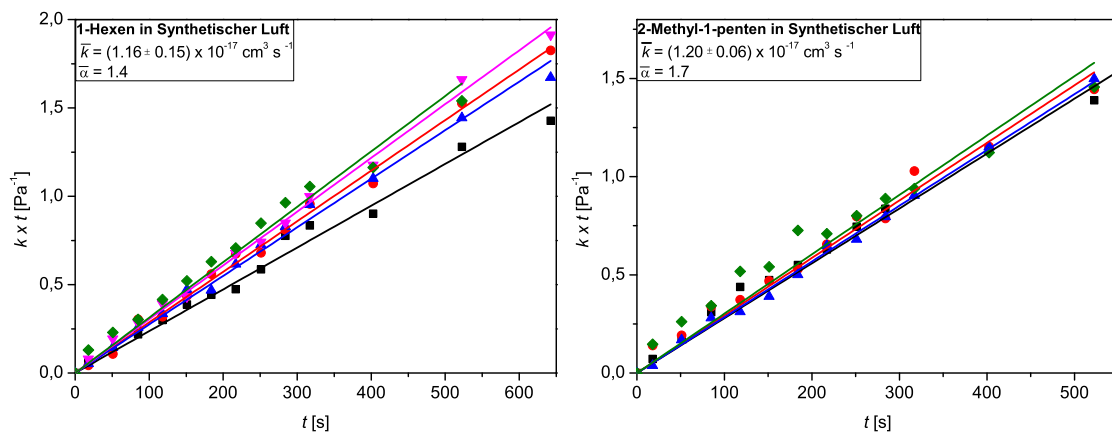 1-Hexen in Synthetischer Luft
k = (1.16 ± 0.15) x 10⁻¹⁷ cm³ s⁻¹
α = 1.4
2,0
1,5
1,0
0,5
0,0
k x t [Pa⁻¹]
0 100 200 300 400 500 600
t [s]
2-Methyl-1-penten in Synthetischer Luft
k = (1.20 ± 0.06) x 10⁻¹⁷ cm³ s⁻¹
α = 1.7
1,5
1,0
0,5
0,0
k x t [Pa⁻¹]
0 100 200 300 400 500
t [s]